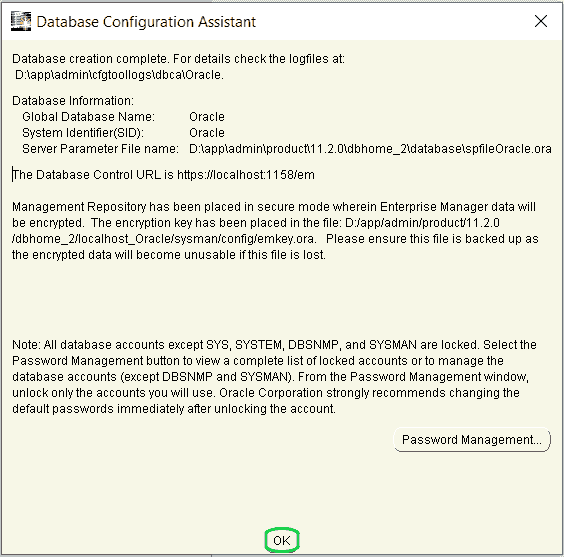 Database Configuration Assistant
Database creation complete. For details check the logfiles at:
D:\app\admin\cfgtoollogs\dbca\Oracle.
Database Information:
Global Database Name: Oracle
System Identifier(SID): Oracle
Server Parameter File name: D:\app\admin\product\11.2.0\dbhome_2\database\spfileOracle.ora
The Database Control URL is https://localhost:1158/em
Management Repository has been placed in secure mode wherein Enterprise Manager data will
be encrypted. The encryption key has been placed in the file: D:/app/admin/product/11.2.0
/dbhome_2/localhost_Oracle/sysman/config/emkey.ora. Please ensure this file is backed up as
the encrypted data will become unusable if this file is lost.
Note: All database accounts except SYS, SYSTEM, DBSNMP, and SYSMAN are locked. Select the
Password Management button to view a complete list of locked accounts or to manage the
database accounts (except DBSNMP and SYSMAN). From the Password Management window,
unlock only the accounts you will use. Oracle Corporation strongly recommends changing the
default passwords immediately after unlocking the account.
Password Management...
OK